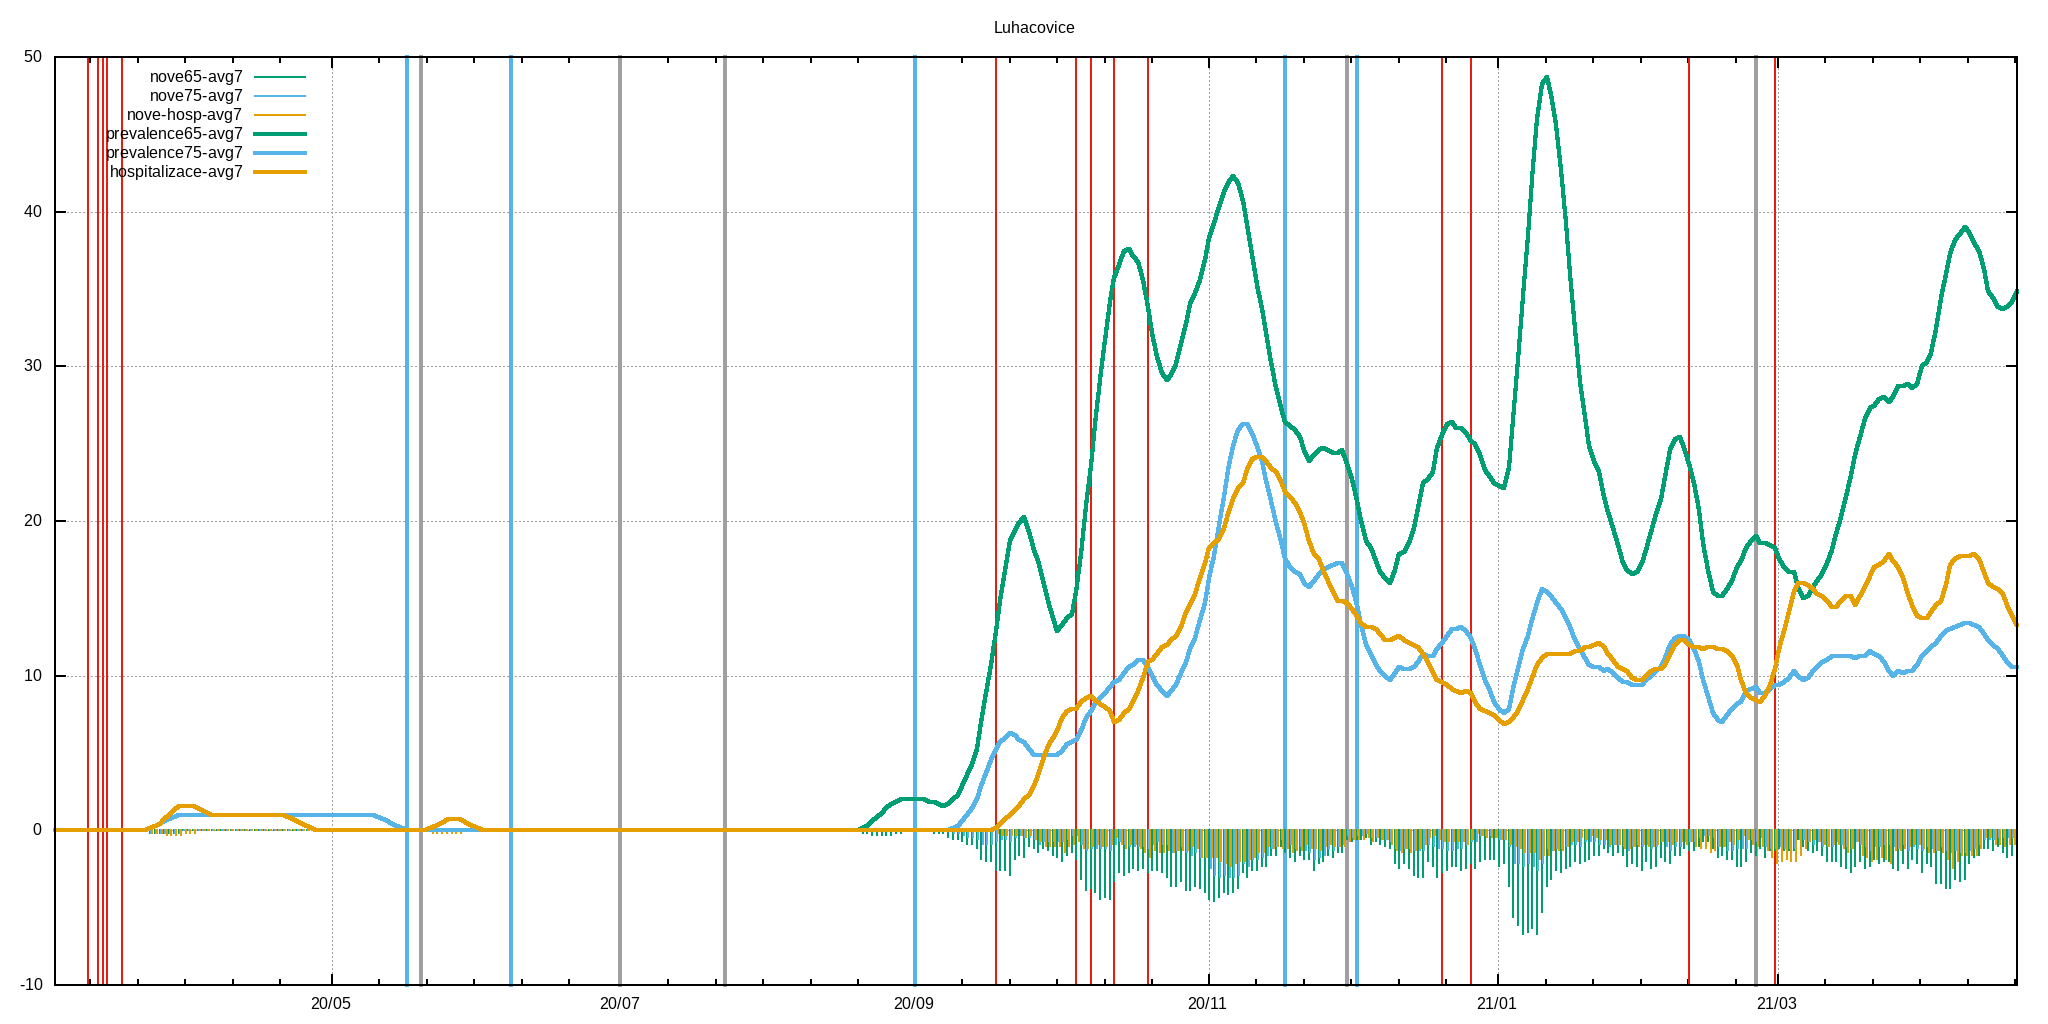 Luhacovice
50
nove65-avg7
nove75-avg7
nove-hosp-avg7
prevalence65-avg7
prevalence75-avg7
hospitalizace-avg7
40
30
20
10
0
-10
20/05 20/07 20/09 20/11 21/01 21/03